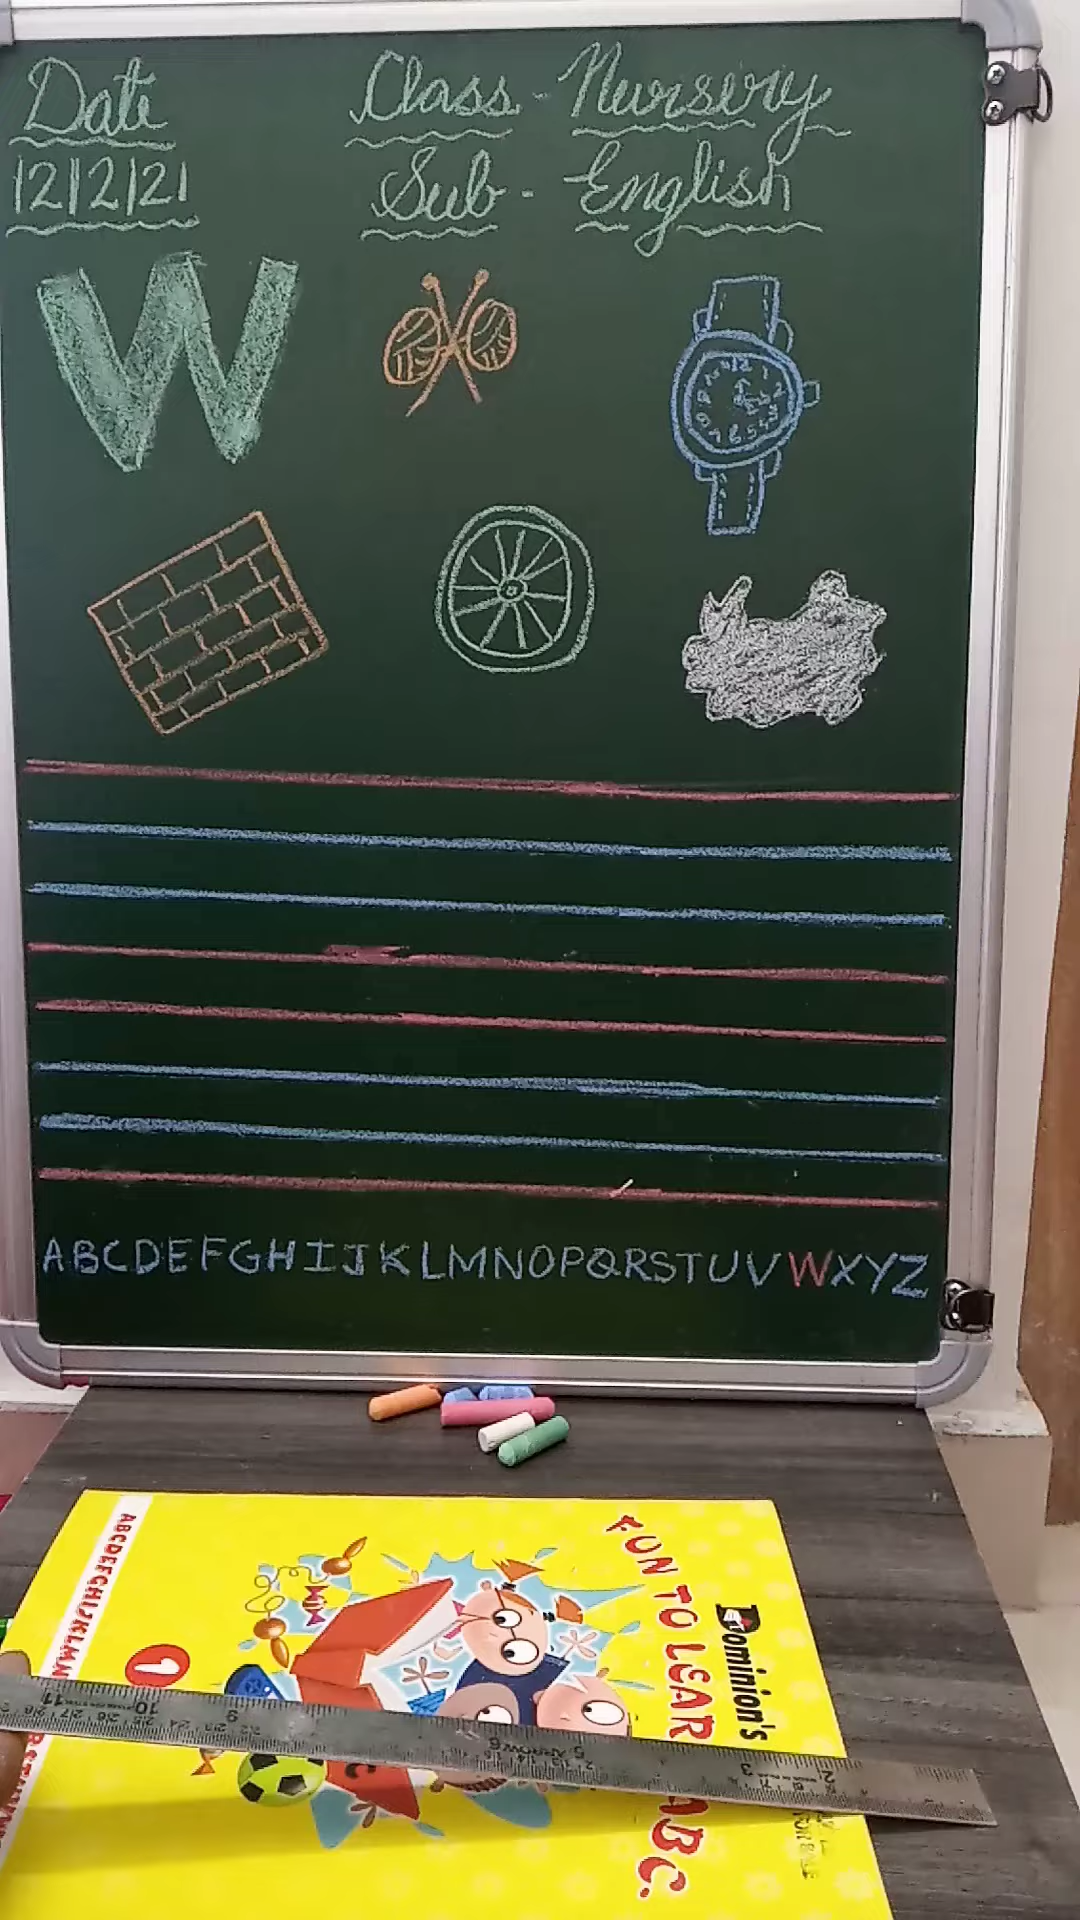 Date
Class - Nursery
12/2/21
Sub - English
W
ABCDEFGHIJKLMNOPQRSTUVWXYZ
ABCDEFGHIJKLMN
1
Dominion's
FUN TO LEAR
ABC